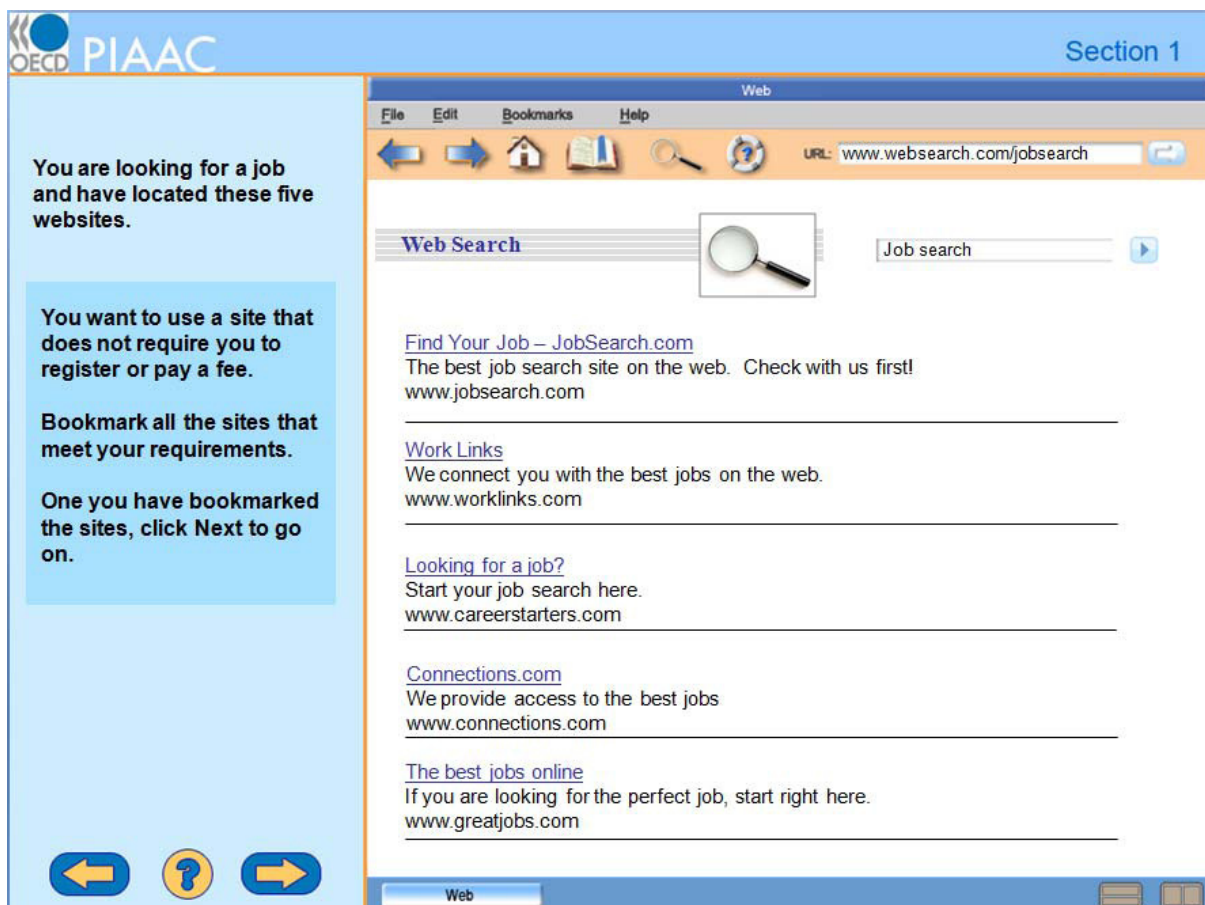 OECD PIAAC
Section 1
You are looking for a job
and have located these five
websites.
You want to use a site that
does not require you to
register or pay a fee.
Bookmark all the sites that
meet your requirements.
One you have bookmarked
the sites, click Next to go
on.
Web
File Edit Bookmarks Help
URL: www.websearch.com/jobsearch
Web Search
Job search
Find Your Job – JobSearch.com
The best job search site on the web. Check with us first!
www.jobsearch.com
Work Links
We connect you with the best jobs on the web.
www.worklinks.com
Looking for a job?
Start your job search here.
www.careerstarters.com
Connections.com
We provide access to the best jobs
www.connections.com
The best jobs online
If you are looking for the perfect job, start right here.
www.greatjobs.com
?
Web